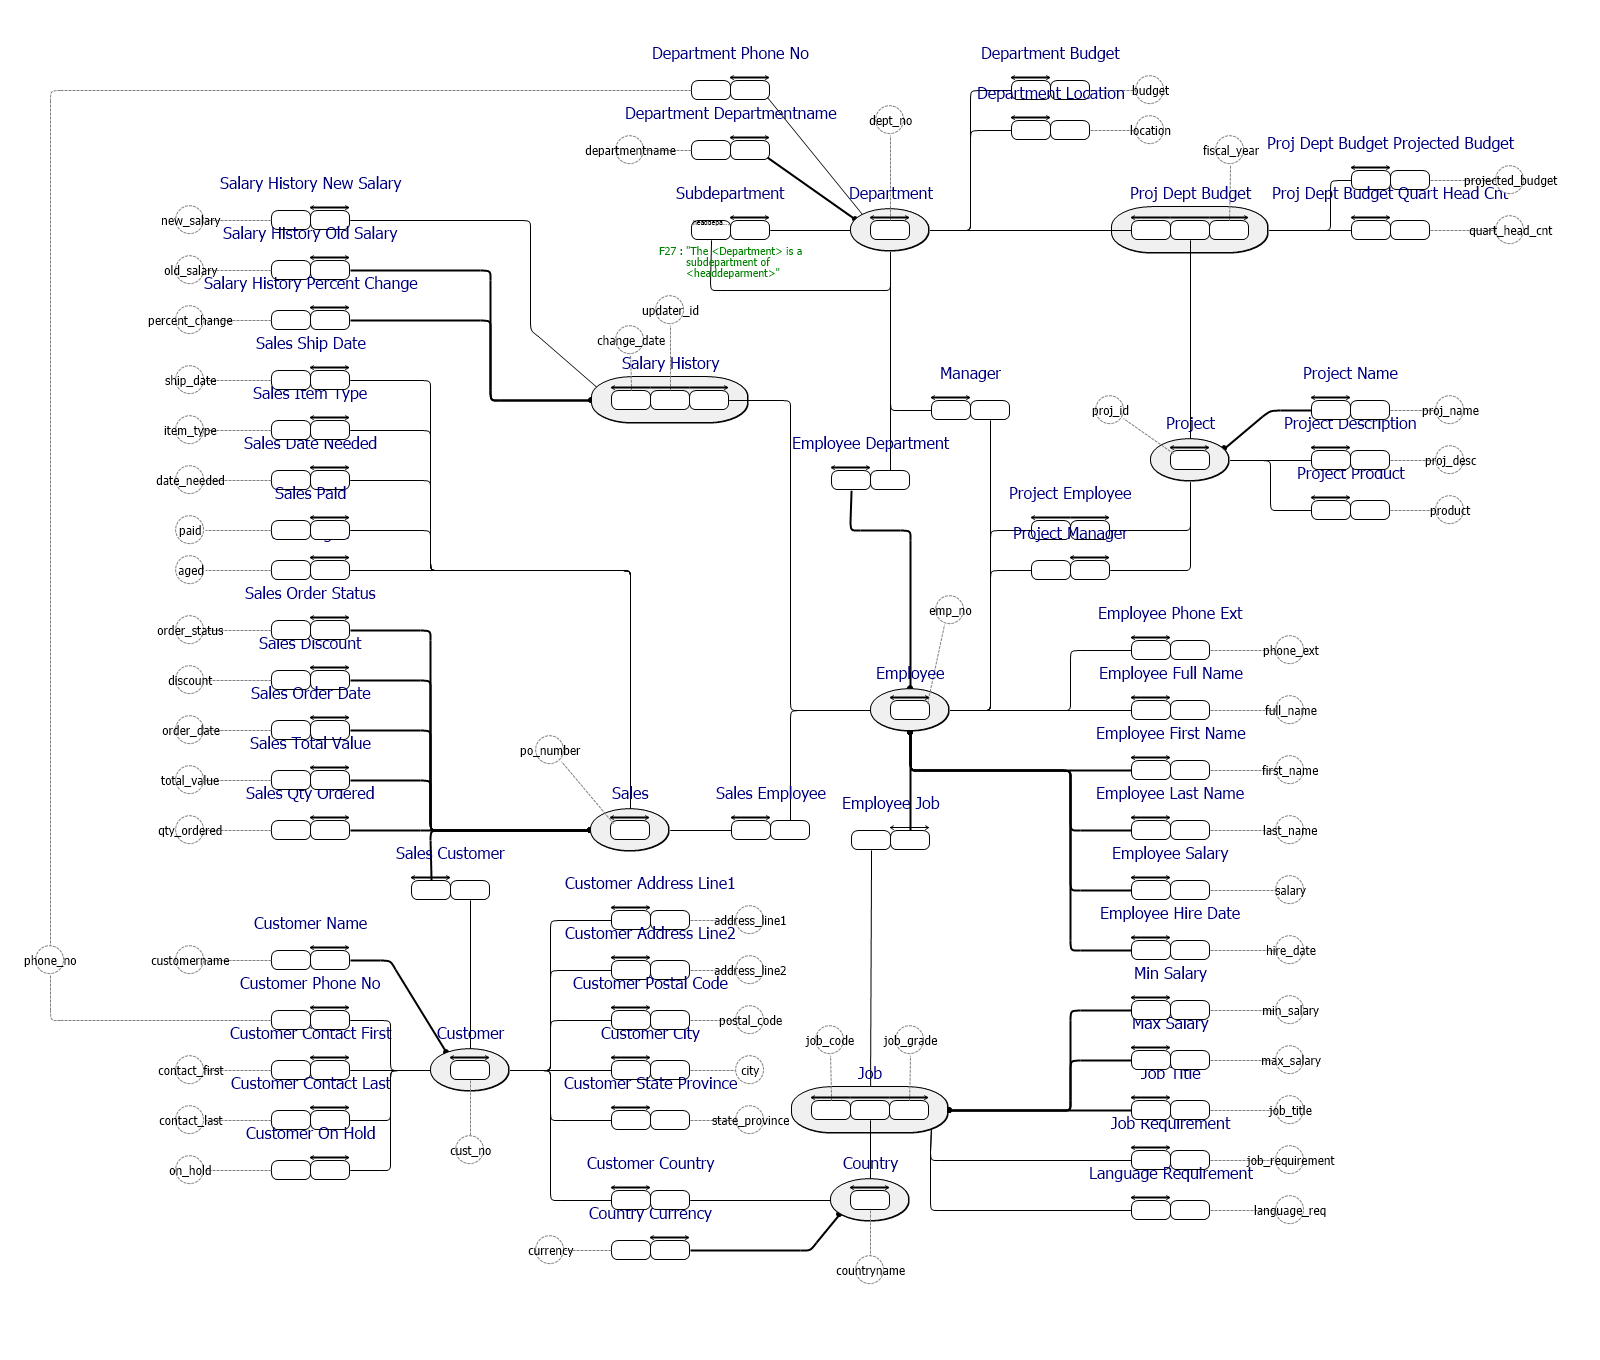 Department Phone No
Department Budget
budget
Department Location
Department Departmentname
dept_no
location
departmentname
fiscal_year
Proj Dept Budget Projected Budget
projected_budget
Salary History New Salary
Subdepartment
Department
Proj Dept Budget
Proj Dept Budget Quart Head Cnt
new_salary
quart_head_cnt
Salary History Old Salary
F27 : "The <Department> is a
subdepartment of
<headdeparment>"
old_salary
Salary History Percent Change
updater_id
percent_change
change_date
Sales Ship Date
Salary History
Manager
Project Name
ship_date
Sales Item Type
proj_id
proj_name
Project
Project Description
item_type
Sales Date Needed
Employee Department
proj_desc
Project Product
date_needed
Sales Paid
Project Employee
product
paid
Project Manager
aged
Sales Order Status
emp_no
Employee Phone Ext
order_status
Sales Discount
phone_ext
Employee
Employee Full Name
discount
Sales Order Date
full_name
order_date
Employee First Name
Sales Total Value
po_number
first_name
total_value
Sales Qty Ordered
Sales
Sales Employee
Employee Job
Employee Last Name
qty_ordered
last_name
Sales Customer
Employee Salary
Customer Address Line1
salary
Customer Name
address_line1
Employee Hire Date
Customer Address Line2
hire_date
phone_no
customername
address_line2
Min Salary
Customer Phone No
Customer Postal Code
min_salary
postal_code
Max Salary
Customer Contact First
Customer
Customer City
job_code
job_grade
max_salary
contact_first
city
Job
Job Title
Customer Contact Last
Customer State Province
job_title
contact_last
state_province
Job Requirement
Customer On Hold
cust_no
Customer Country
Country
job_requirement
on_hold
Language Requirement
Country Currency
language_req
currency
countryname